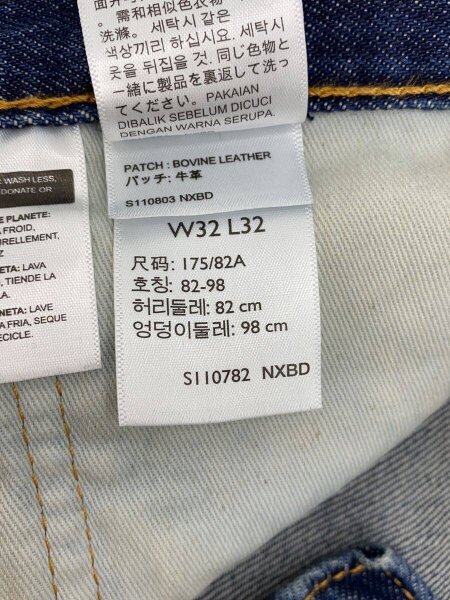 需和相似色衣物一
洗滌。세탁시 같은
색상끼리 하십시요. 세탁시
옷을 뒤집을 것. 同じ色物と
一緒に製品を裏返して洗っ
てください。PAKAIAN
DIBALIK SEBELUM DICUCI
DENGAN WARNA SERUPA.
WASH LESS,
DONATE OR
PLANETE:
FROID,
URELLEMENT,
Z
NETA: LAVA
N TIENDA DE
NETA: LAVE
A FRIA, SEQUE
ECICLE.
PATCH : BOVINE LEATHER
パッチ: 牛革
S110803 NXBD
W32 L32
尺码: 175/82A
호칭: 82-98
허리둘레: 82 cm
엉덩이둘레: 98 cm
S110782 NXBD